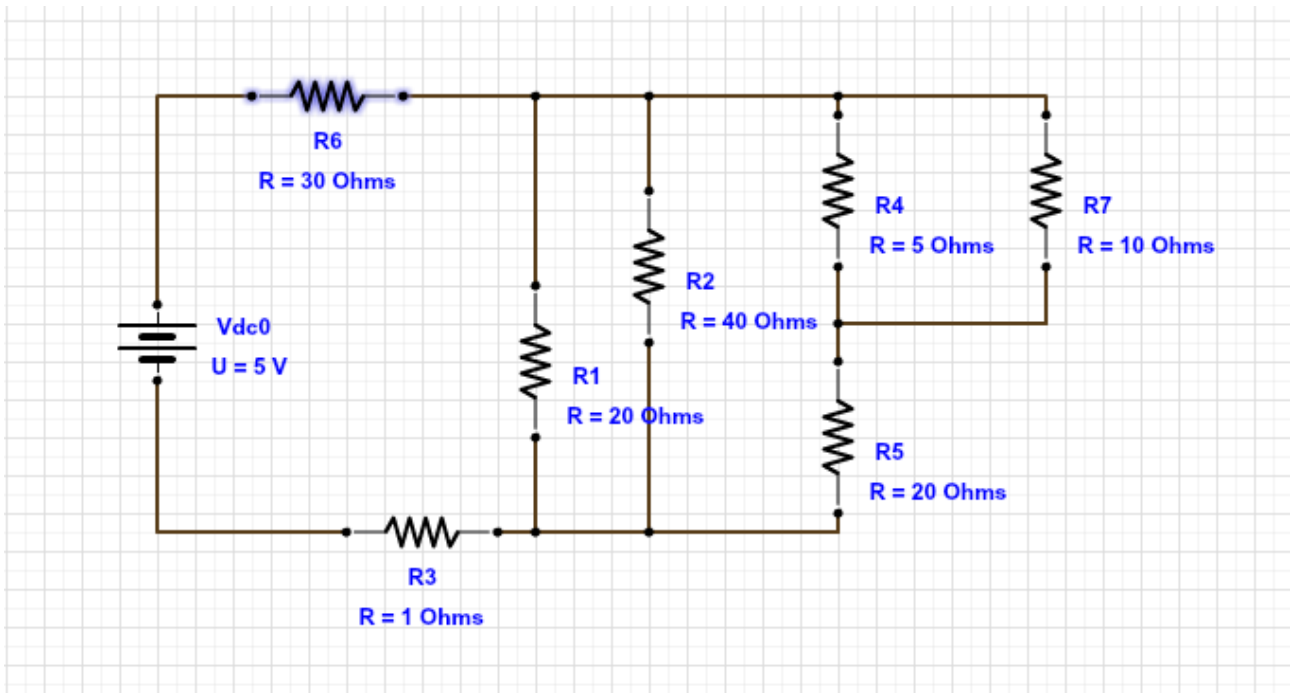 R6
R = 30 Ohms
R4
R = 5 Ohms
R7
R = 10 Ohms
R2
R = 40 Ohms
Vdc0
U = 5 V
R1
R = 20 Ohms
R5
R = 20 Ohms
R3
R = 1 Ohms